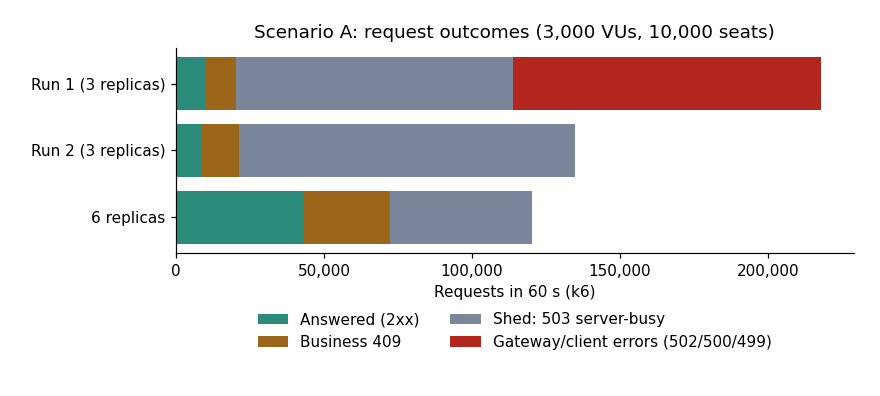 Scenario A: request outcomes (3,000 VUs, 10,000 seats)
Run 1 (3 replicas)
Run 2 (3 replicas)
6 replicas
0 50,000 100,000 150,000 200,000
Requests in 60 s (k6)
Answered (2xx) Shed: 503 server-busy
Business 409 Gateway/client errors (502/500/499)